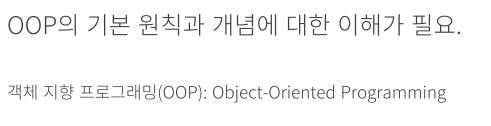 OOP의 기본 원칙과 개념에 대한 이해가 필요.
객체 지향 프로그래밍(OOP): Object-Oriented Programming